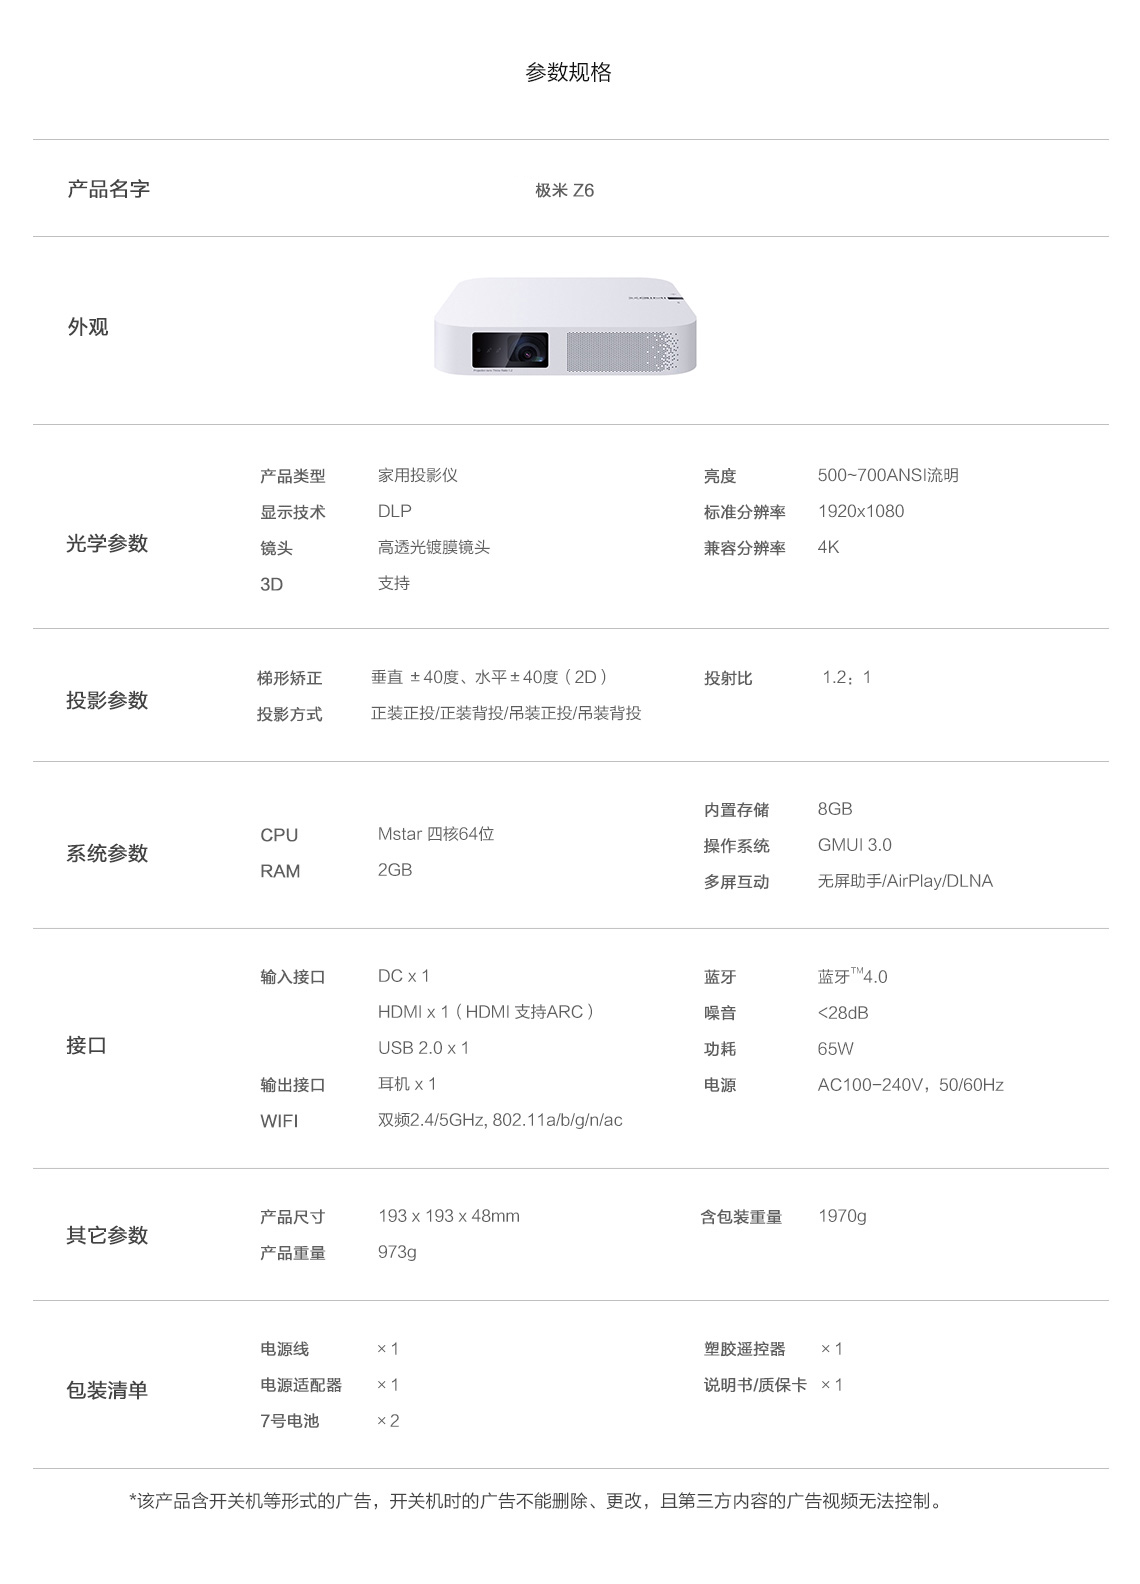 参数规格
产品名字
极米 Z6
外观
光学参数
产品类型 家用投影仪
显示技术 DLP
镜头 高透光镀膜镜头
3D 支持
亮度 500~700ANSI流明
标准分辨率 1920x1080
兼容分辨率 4K
投影参数
梯形矫正 垂直 ±40度、水平±40度（2D）
投影方式 正装正投/正装背投/吊装正投/吊装背投
投射比 1.2：1
系统参数
CPU Mstar 四核64位
RAM 2GB
内置存储 8GB
操作系统 GMUI 3.0
多屏互动 无屏助手/AirPlay/DLNA
接口
输入接口 DC x 1
HDMI x 1（HDMI 支持ARC）
USB 2.0 x 1
输出接口 耳机 x 1
WIFI 双频2.4/5GHz, 802.11a/b/g/n/ac
蓝牙 蓝牙™4.0
噪音 <28dB
功耗 65W
电源 AC100-240V，50/60Hz
其它参数
产品尺寸 193 x 193 x 48mm
产品重量 973g
含包装重量 1970g
包装清单
电源线 ×1
电源适配器 ×1
7号电池 ×2
塑胶遥控器 ×1
说明书/质保卡 ×1
*该产品含开关机等形式的广告，开关机时的广告不能删除、更改，且第三方内容的广告视频无法控制。